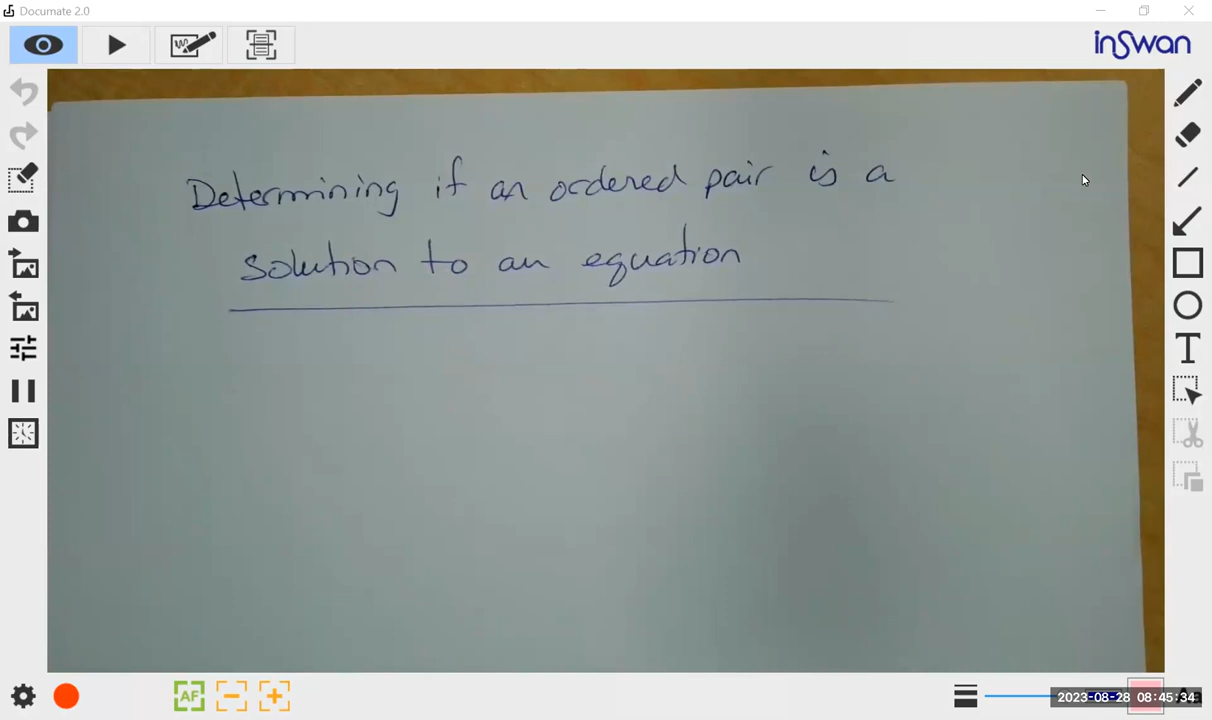 Documate 2.0
inSwan
Determining if an ordered pair is a
solution to an equation
T
AF
2023-08-28 08:45:34